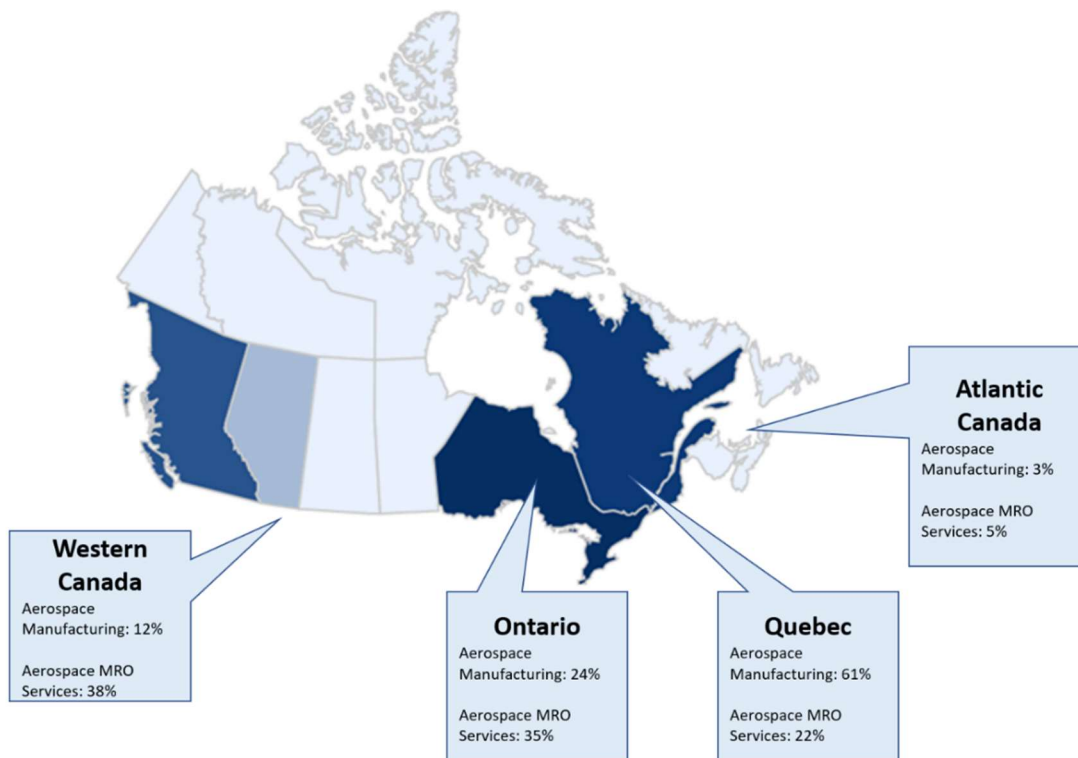 Atlantic
Canada
Aerospace
Manufacturing: 3%
Aerospace MRO
Services: 5%
Western
Canada
Aerospace
Manufacturing: 12%
Aerospace MRO
Services: 38%
Ontario
Aerospace
Manufacturing: 24%
Aerospace MRO
Services: 35%
Quebec
Aerospace
Manufacturing: 61%
Aerospace MRO
Services: 22%